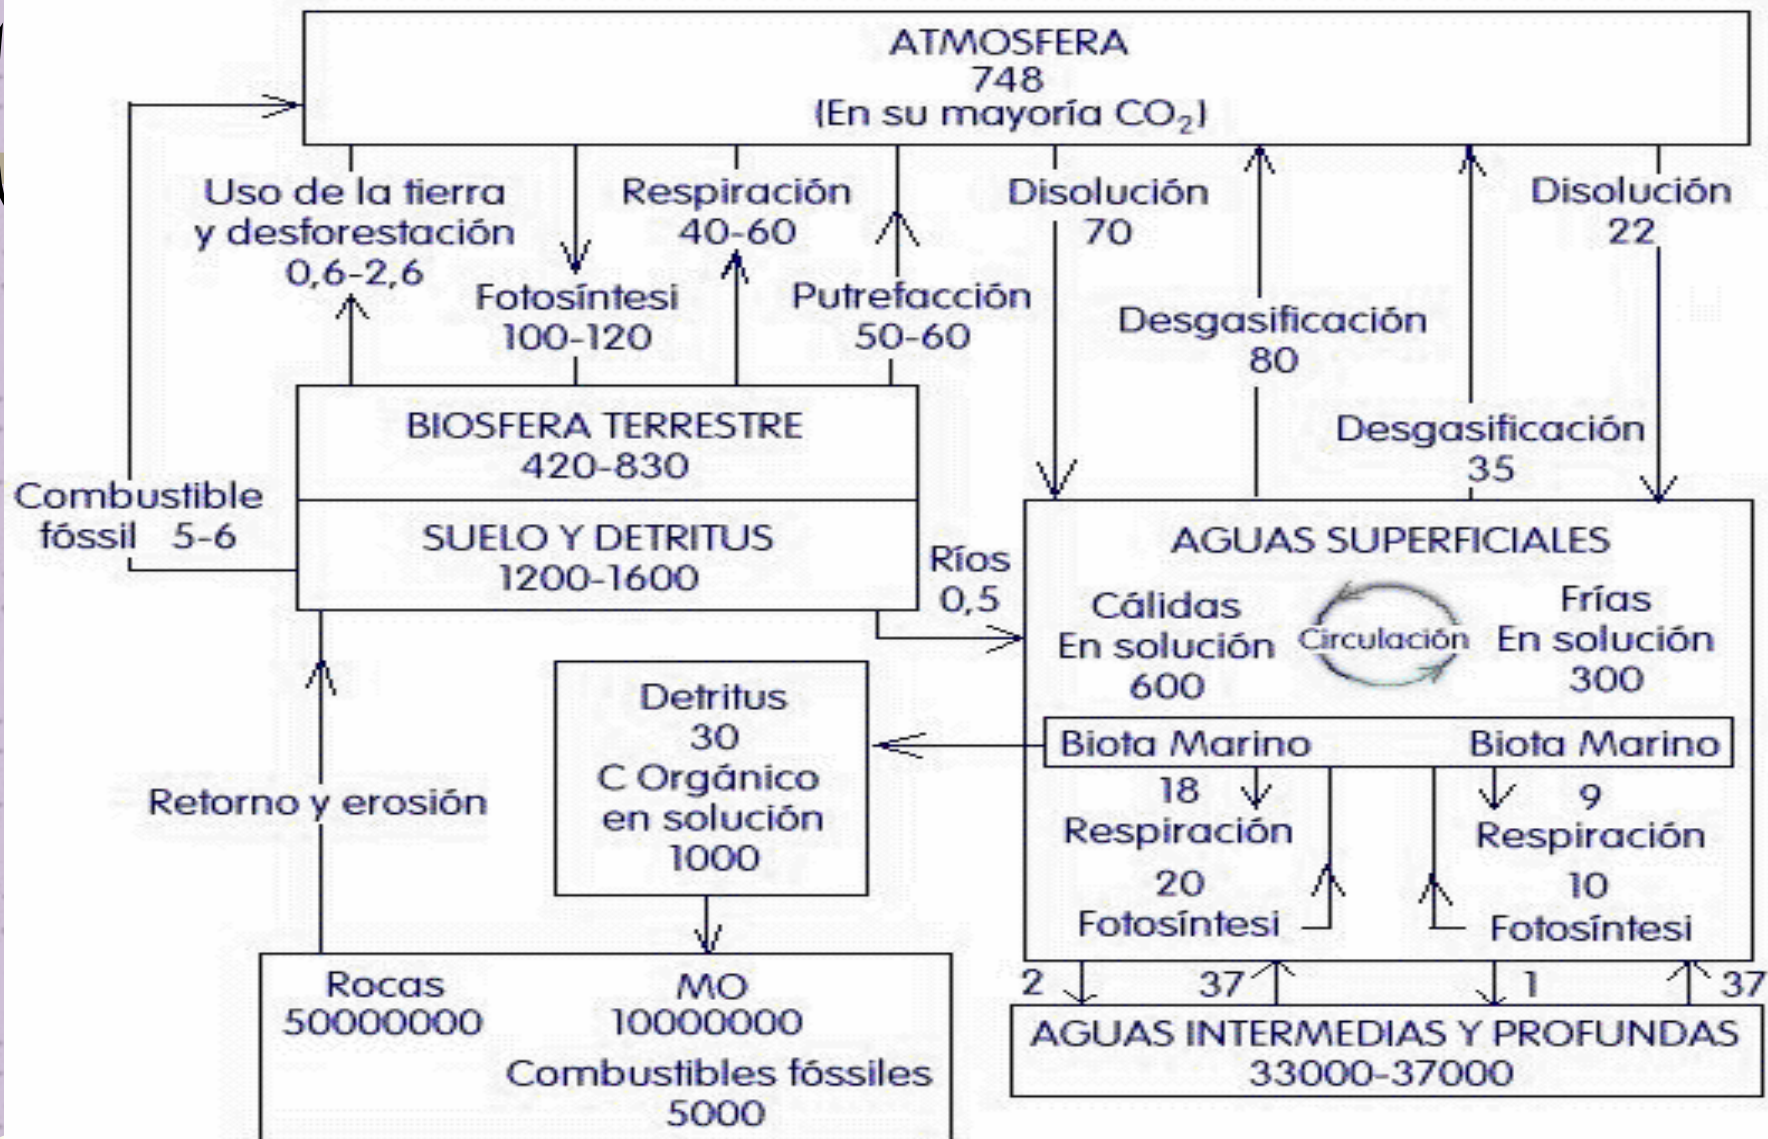 ATMOSFERA
748
(En su mayoría CO₂)
Uso de la tierra
y desforestación
0,6-2,6
Fotosíntesi
100-120
Respiración
40-60
Putrefacción
50-60
Disolución
70
Desgasificación
80
Desgasificación
35
Disolución
22
Combustible
fóssil 5-6
BIOSFERA TERRESTRE
420-830
SUELO Y DETRITUS
1200-1600
Ríos
0,5
AGUAS SUPERFICIALES
Cálidas
En solución
600
Circulación
Frías
En solución
300
Biota Marino
Biota Marino
18
Respiración
20
Fotosíntesi
9
Respiración
10
Fotosíntesi
Detritus
30
C Orgánico
en solución
1000
Retorno y erosión
Rocas
50000000
MO
10000000
Combustibles fóssiles
5000
2
37
1
37
AGUAS INTERMEDIAS Y PROFUNDAS
33000-37000